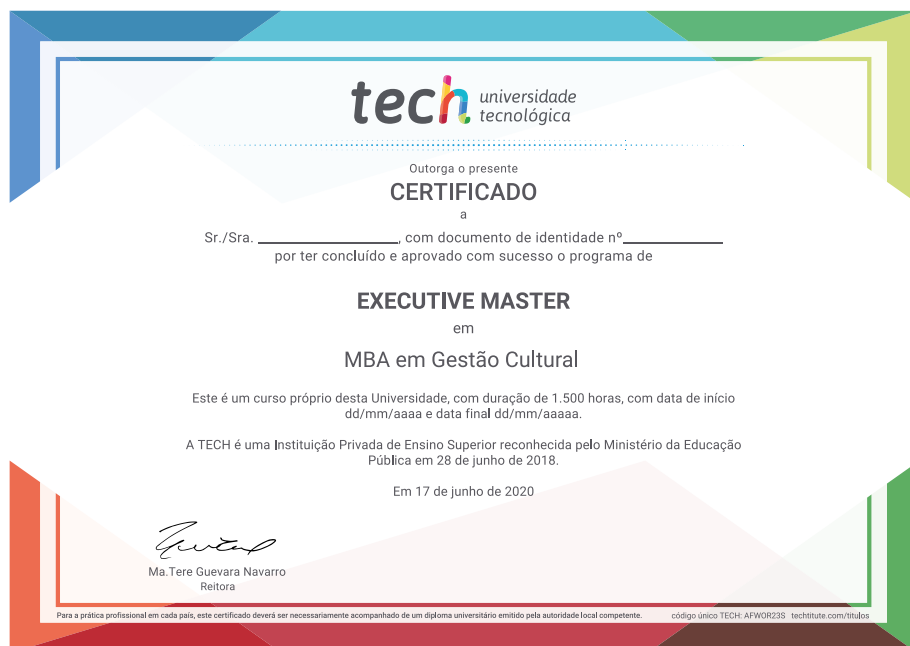 tech universidade
tecnológica
Outorga o presente
CERTIFICADO
a
Sr./Sra. ____________________, com documento de identidade nº______________
por ter concluído e aprovado com sucesso o programa de
EXECUTIVE MASTER
em
MBA em Gestão Cultural
Este é um curso próprio desta Universidade, com duração de 1.500 horas, com data de início
dd/mm/aaaa e data final dd/mm/aaaaa.
A TECH é uma Instituição Privada de Ensino Superior reconhecida pelo Ministério da Educação
Pública em 28 de junho de 2018.
Em 17 de junho de 2020
Ma.Tere Guevara Navarro
Reitora
Para a prática profissional em cada país, este certificado deverá ser necessariamente acompanhado de um diploma universitário emitido pela autoridade local competente. código único TECH: AFWOR23S techtitute.com/titulos